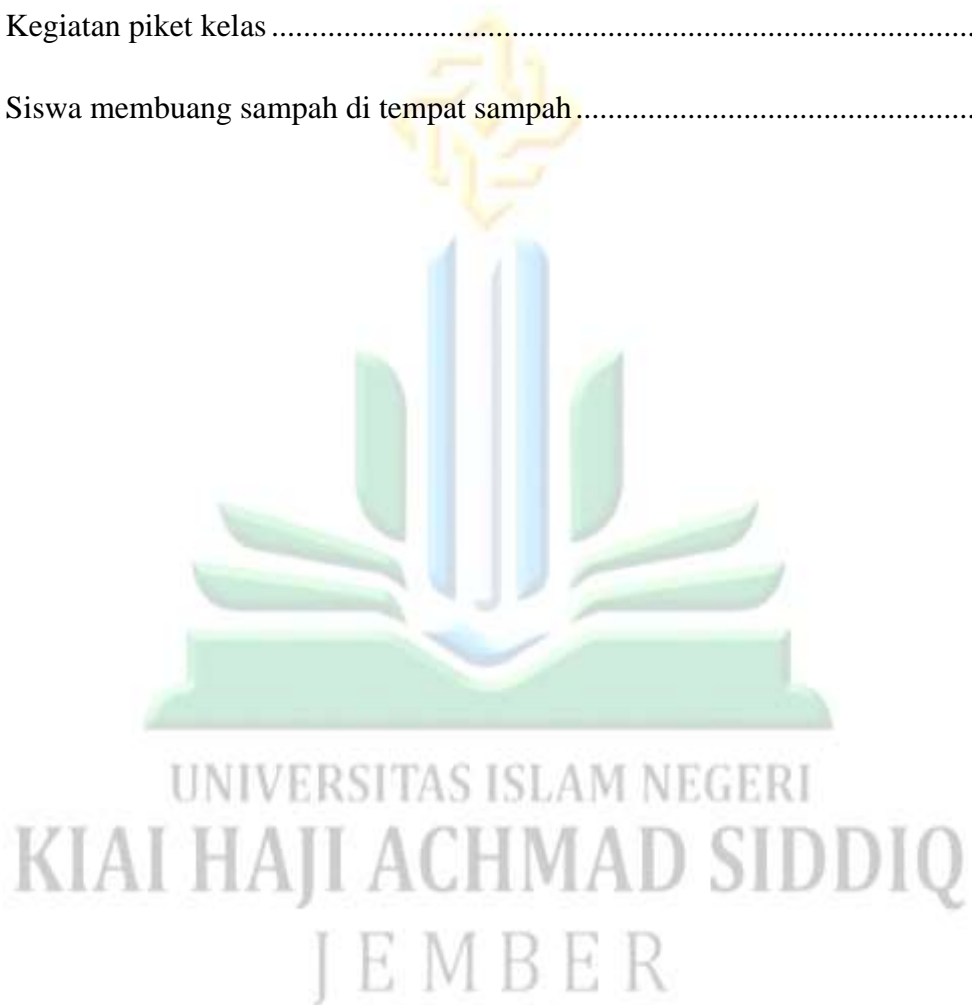 Kegiatan piket kelas........................................................................................
Siswa membuang sampah di tempat sampah..................................................
UNIVERSITAS ISLAM NEGERI
KIAI HAJI ACHMAD SIDDIQ
JEMBER